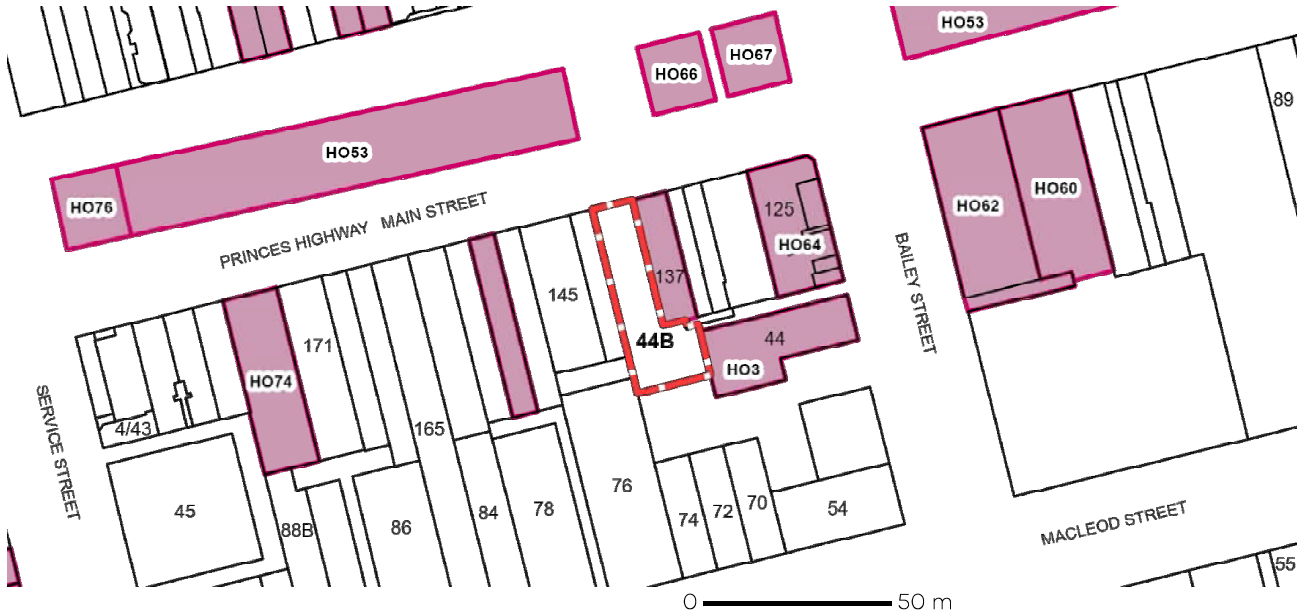 HO53
HO66
HO67
HO53
89
HO76
PRINCES HIGHWAY MAIN STREET
HO62
HO60
125
HO64
BAILEY STREET
137
145
44B
44
HO3
171
HO74
SERVICE STREET
4/43
165
45
88B
86
84
78
76
74
72
70
54
MACLEOD STREET
55
0 50 m